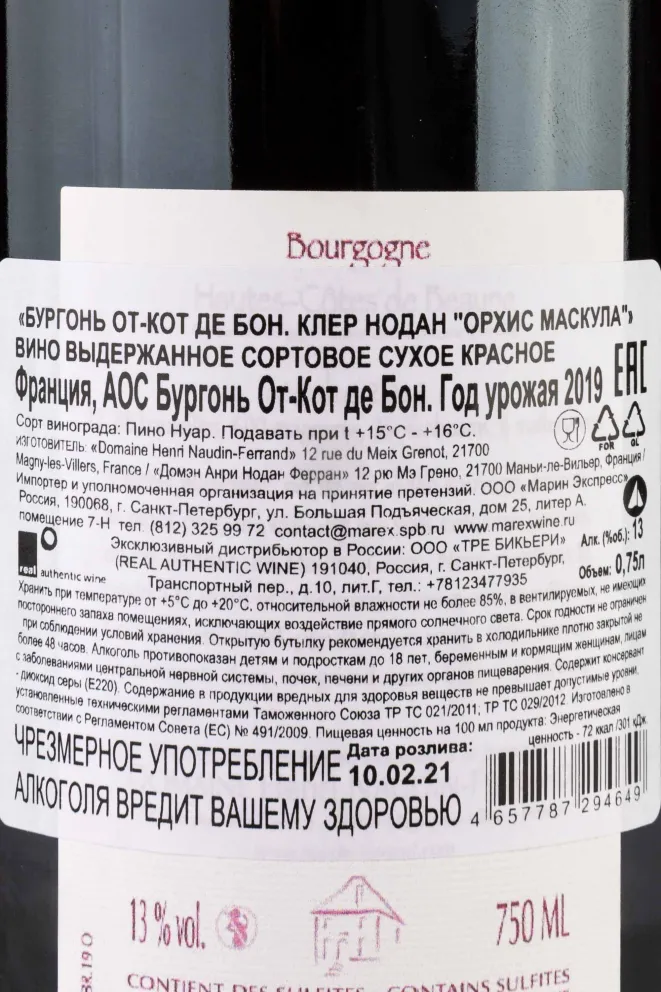 Bourgogne
Hautes-Côtes de Beaune
«БУРГОНЬ ОТ-КОТ ДЕ БОН. КЛЕР НОДАН "ОРХИС МАСКУЛА"»
ВИНО ВЫДЕРЖАННОЕ СОРТОВОЕ СУХОЕ КРАСНОЕ
Франция, АОС Бургонь От-Кот де Бон. Год урожая 2019
EAC
Сорт винограда: Пино Нуар. Подавать при t +15°C - +16°C.
FOR
GL
ИЗГОТОВИТЕЛЬ: «Domaine Henri Naudin-Ferrand» 12 rue du Meix Grenot, 21700
Magny-les-Villers, France / «Домэн Анри Нодан Ферран» 12 рю Мэ Грено, 21700 Маньи-ле-Вильер, Франция /
Импортер и уполномоченная организация на принятие претензий. ООО «Марин Экспресс»
Россия, 190068, г. Санкт-Петербург, ул. Большая Подъяческая, дом 25, литер А.
помещение 7-Н тел. (812) 325 99 72 contact@marex.spb.ru www.marexwine.ru
Алк. (%об.): 13
Эксклюзивный дистрибьютор в России: ООО «ТРЕ БИКЬЕРИ»
(REAL AUTHENTIC WINE) 191040, Россия, г. Санкт-Петербург,
Объем: 0,75л
real authentic wine
Транспортный пер., д.10, лит.Г, тел.: +78123477935
Хранить при температуре от +5°С до +20°С, относительной влажности не более 85%, в вентилируемых, не имеющих
постороннего запаха помещениях, исключающих воздействие прямого солнечного света. Срок годности не ограничен
при соблюдении условий хранения. Открытую бутылку рекомендуется хранить в холодильнике плотно закрытой не
более 48 часов. Алкоголь противопоказан детям и подросткам до 18 лет, беременным и кормящим женщинам, лицам
с заболеваниями центральной нервной системы, почек, печени и других органов пищеварения. Содержит консервант
- диоксид серы (Е220). Содержание в продукции вредных для здоровья веществ не превышает допустимые уровни,
установленные техническими регламентами Таможенного Союза ТР ТС 021/2011; ТР ТС 029/2012. Изготовлено в
соответствии с Регламентом Совета (ЕС) № 491/2009. Пищевая ценность на 100 мл продукта: Энергетическая
ценность - 72 ккал /301 кДж.
ЧРЕЗМЕРНОЕ УПОТРЕБЛЕНИЕ
АЛКОГОЛЯ ВРЕДИТ ВАШЕМУ ЗДОРОВЬЮ
Дата розлива:
10.02.21
4 657787 294649
13 % vol.
750 ML
CONTIENT DES SULFITES - CONTAINS SULFITES